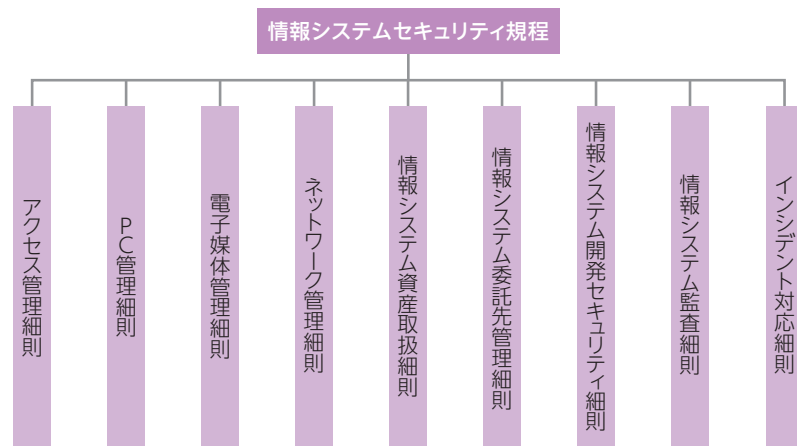 情報システムセキュリティ規程
アクセス管理細則
PC管理細則
電子媒体管理細則
ネットワーク管理細則
情報システム資産取扱細則
情報システム委託先管理細則
情報システム開発セキュリティ細則
情報システム監査細則
インシデント対応細則